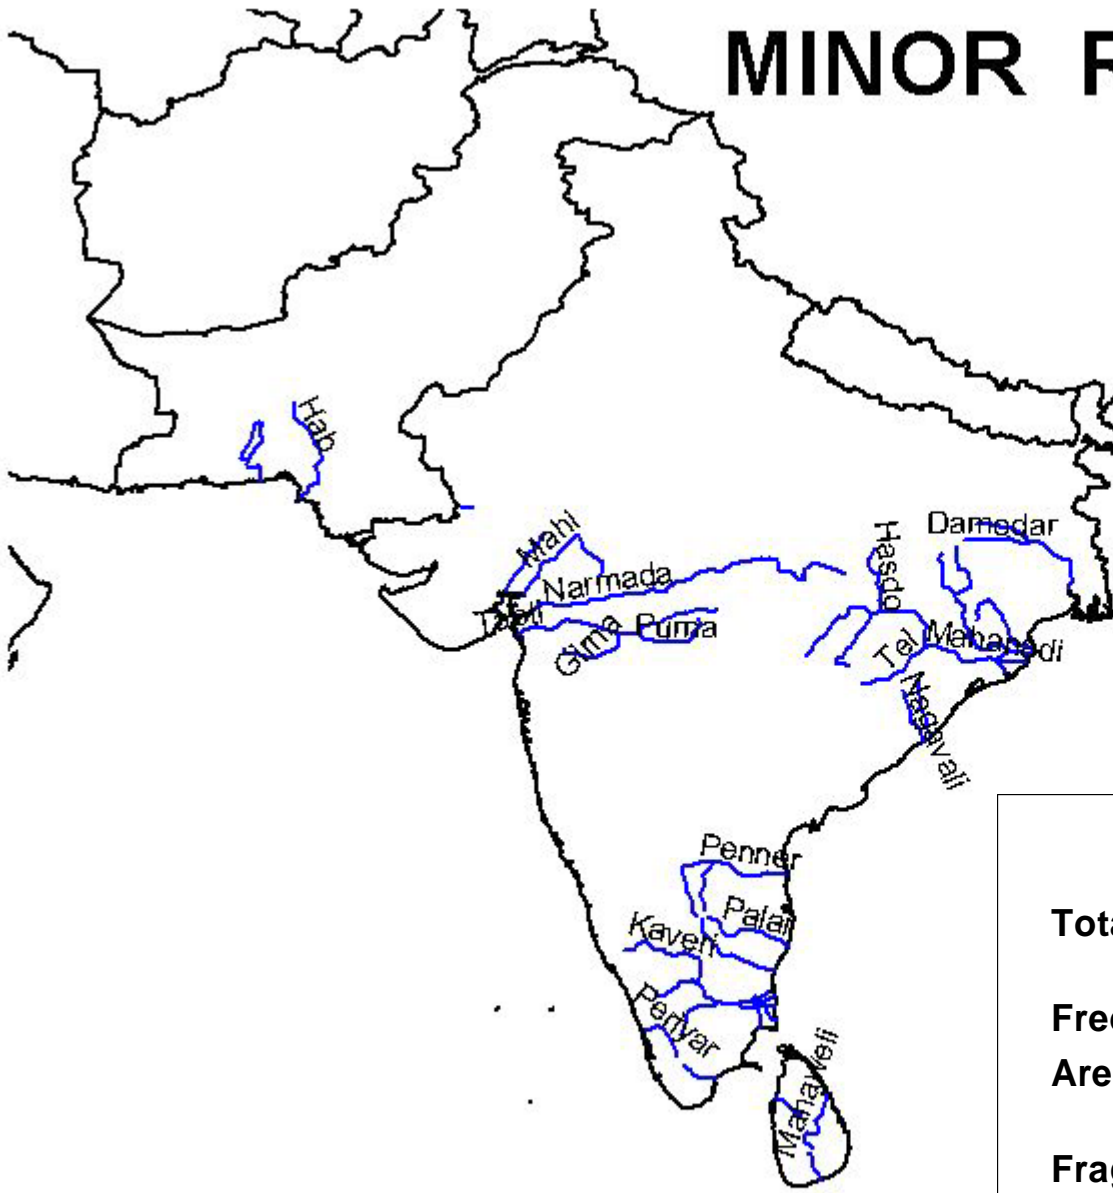 MINOR R
Hab
Mahi
Damodar
Hasdo
Narmada
Tapti
Girna
Purna
Tel
Mahanadi
Nagavali
Penner
Palar
Kaveri
Periyar
Mahaweli
Tota
Free
Are
Frag